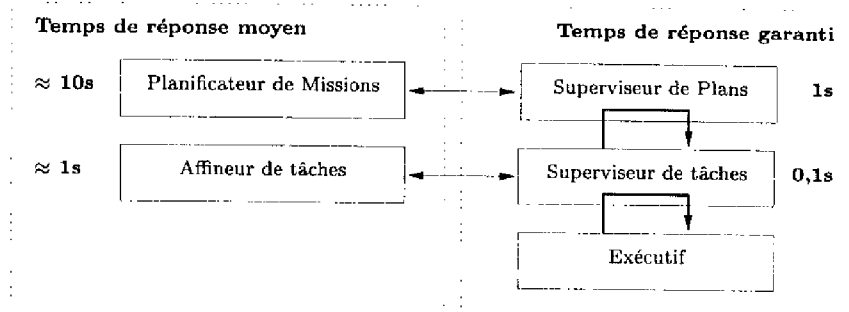 Temps de réponse moyen
Temps de réponse garanti
≈ 10s
Planificateur de Missions
Superviseur de Plans
1s
≈ 1s
Affineur de tâches
Superviseur de tâches
0,1s
Exécutif